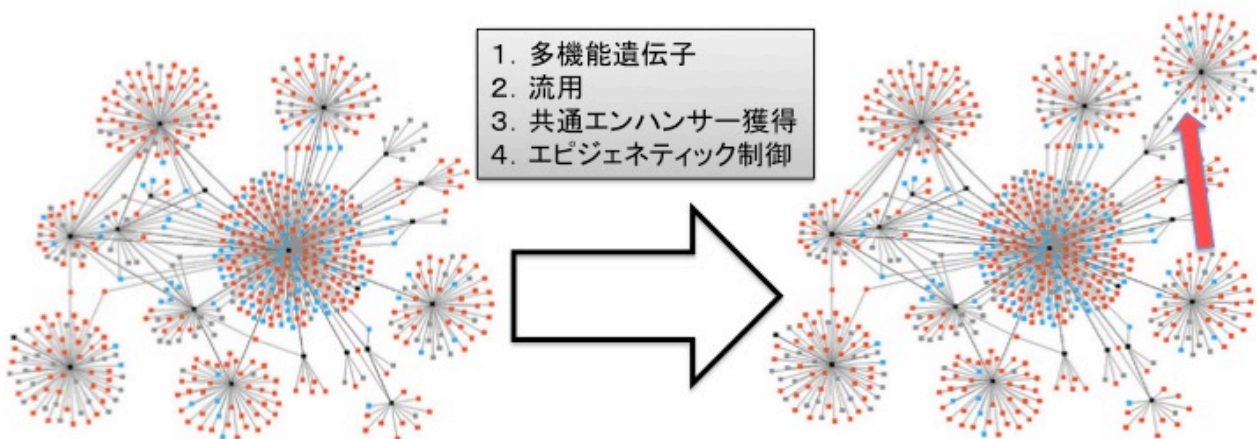 1. 多機能遺伝子
2. 流用
3. 共通エンハンサー獲得
4. エピジェネティック制御